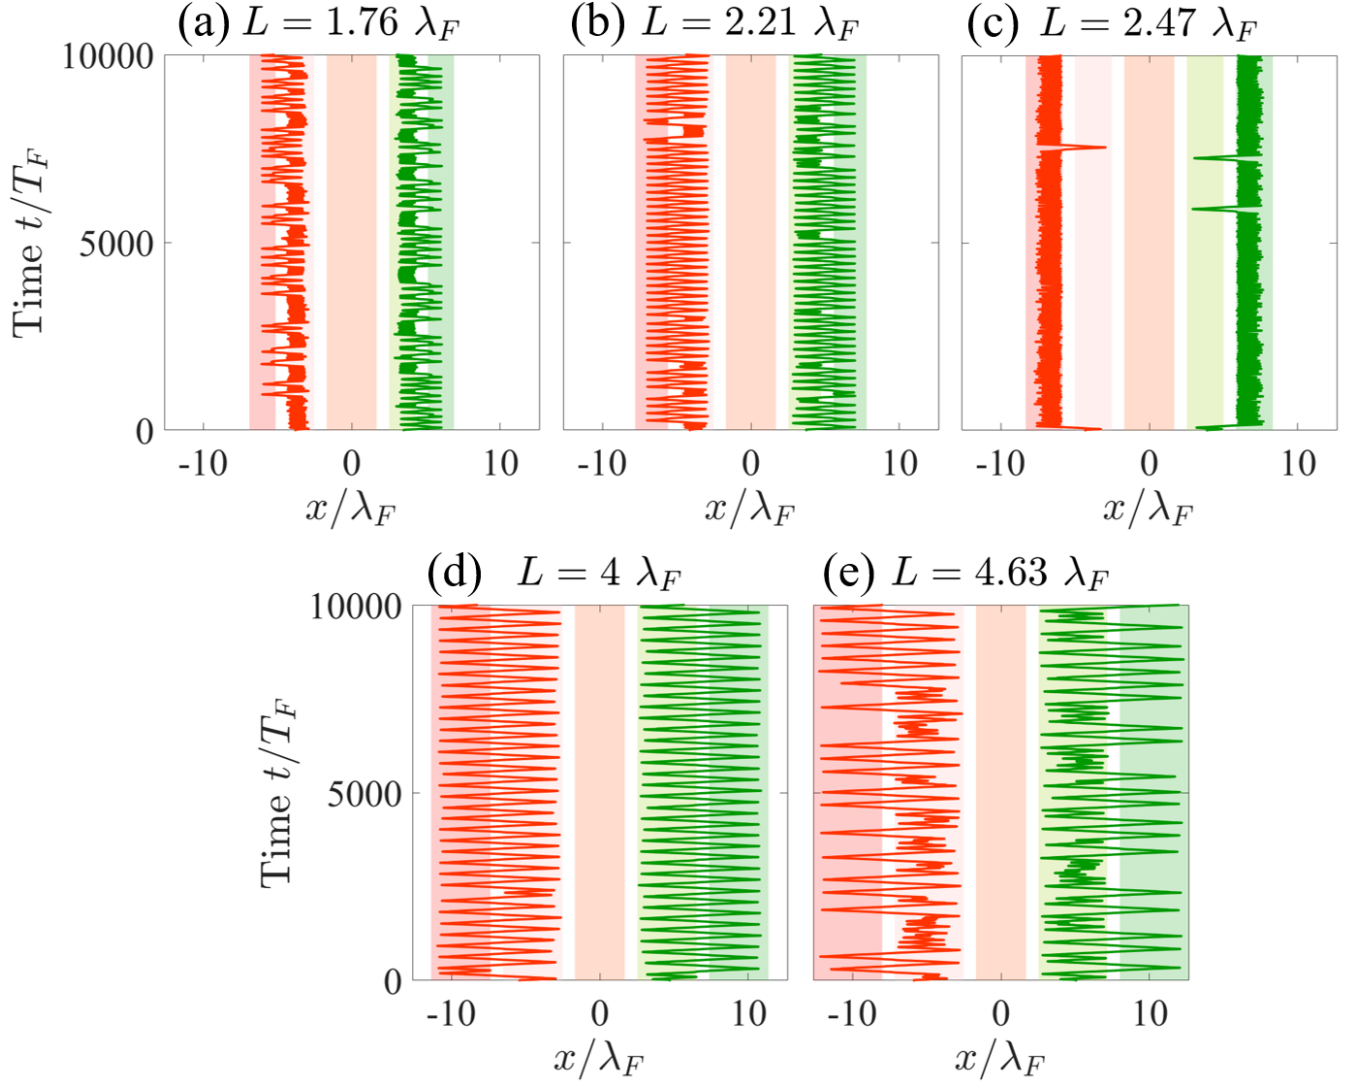 (a) L = 1.76 λ_F (b) L = 2.21 λ_F (c) L = 2.47 λ_F
10000
5000
0
Time t/T_F
-10 0 10 -10 0 10 -10 0 10
x/λ_F x/λ_F x/λ_F
(d) L = 4 λ_F (e) L = 4.63 λ_F
10000
5000
0
Time t/T_F
-10 0 10 -10 0 10
x/λ_F x/λ_F